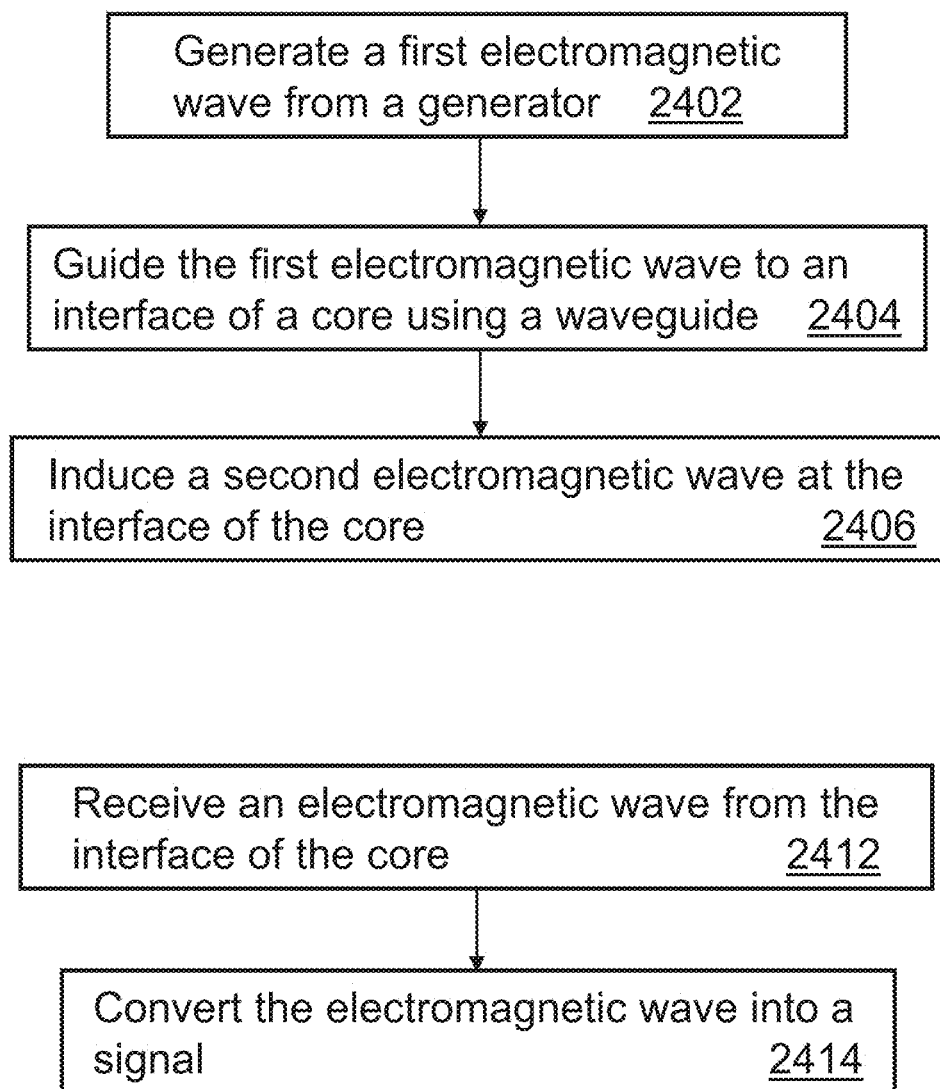 Generate a first electromagnetic
wave from a generator 2402
Guide the first electromagnetic wave to an
interface of a core using a waveguide 2404
Induce a second electromagnetic wave at the
interface of the core 2406
Receive an electromagnetic wave from the
interface of the core 2412
Convert the electromagnetic wave into a
signal 2414